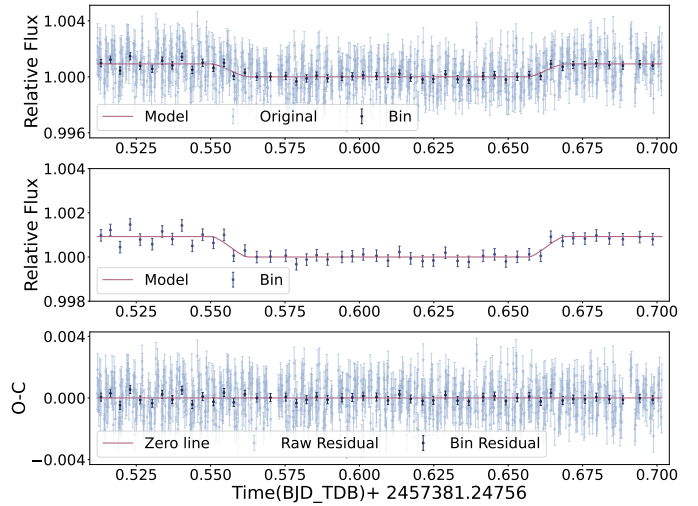 Relative Flux
1.004
1.000
0.996
Model
Original
Bin
0.525 0.550 0.575 0.600 0.625 0.650 0.675 0.700
Relative Flux
1.004
1.002
1.000
0.998
Model
Bin
0.525 0.550 0.575 0.600 0.625 0.650 0.675 0.700
O-C
0.004
0.000
−0.004
Zero line
Raw Residual
Bin Residual
0.525 0.550 0.575 0.600 0.625 0.650 0.675 0.700
Time(BJD_TDB)+ 2457381.24756